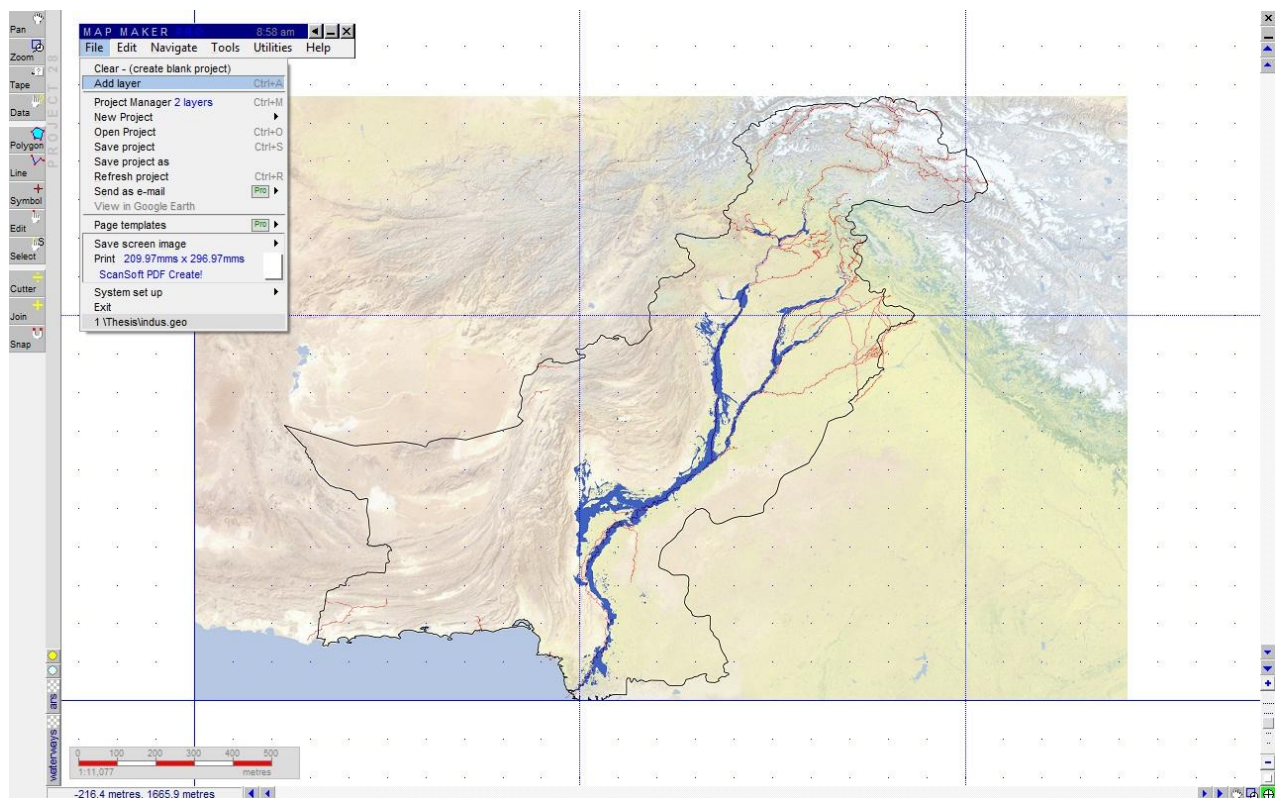 MAP MAKER 8:58 am
File Edit Navigate Tools Utilities Help
Clear - (create blank project)
Add layer Ctrl+A
Project Manager 2 layers Ctrl+M
New Project
Open Project Ctrl+O
Save project Ctrl+S
Save project as
Refresh project Ctrl+R
Send as e-mail Pro
View in Google Earth
Page templates Pro
Save screen image
Print 209.97mms x 296.97mms
ScanSoft PDF Create!
System set up
Exit
1 \Thesis\indus.geo
Pan
Zoom
Tape
Data
Polygon
Line
Symbol
Edit
Select
Cutter
Join
Snap
PROJECT 28
ars
waterways
0 100 200 300 400 500
1:11,077 metres
-216.4 metres, 1665.9 metres